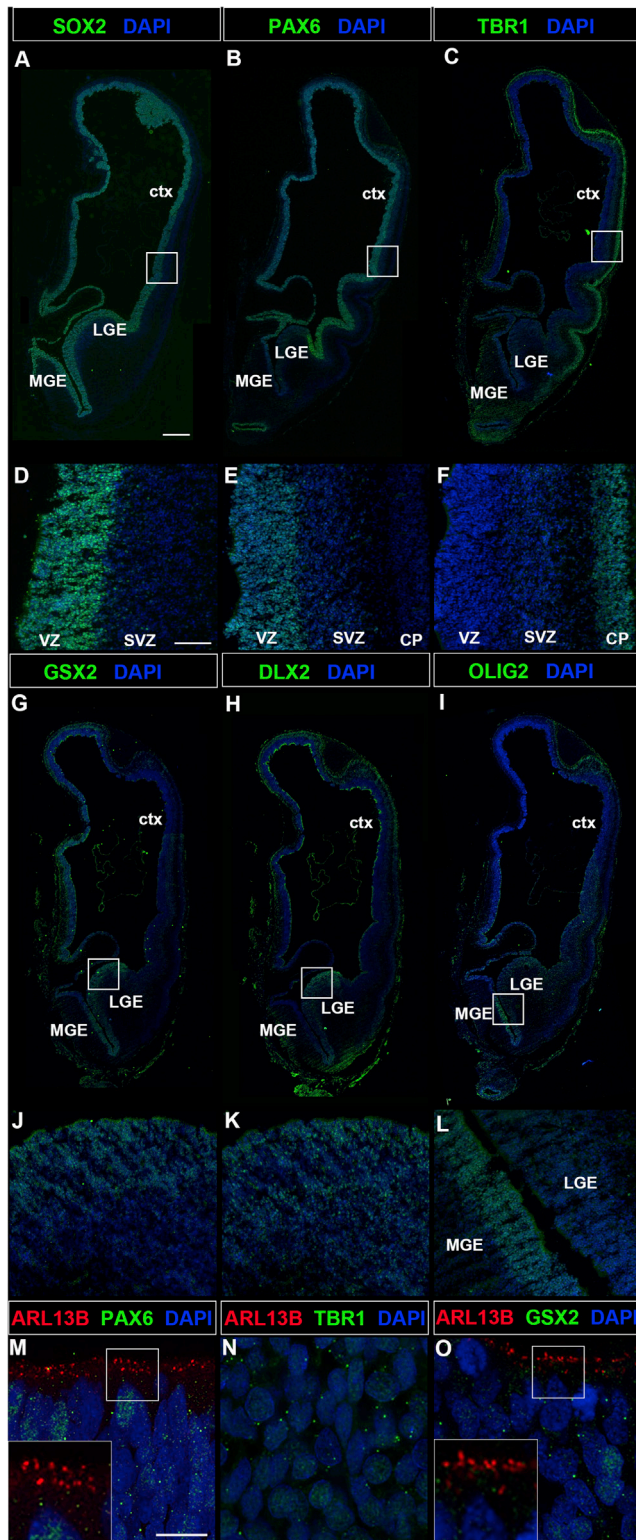 SOX2 DAPI PAX6 DAPI TBR1 DAPI
A B C
ctx ctx ctx
LGE LGE LGE
MGE MGE MGE
D E F
VZ SVZ VZ SVZ CP VZ SVZ CP
GSX2 DAPI DLX2 DAPI OLIG2 DAPI
G H I
ctx ctx ctx
LGE LGE LGE
MGE MGE MGE
J K L
LGE
MGE
ARL13B PAX6 DAPI ARL13B TBR1 DAPI ARL13B GSX2 DAPI
M N O